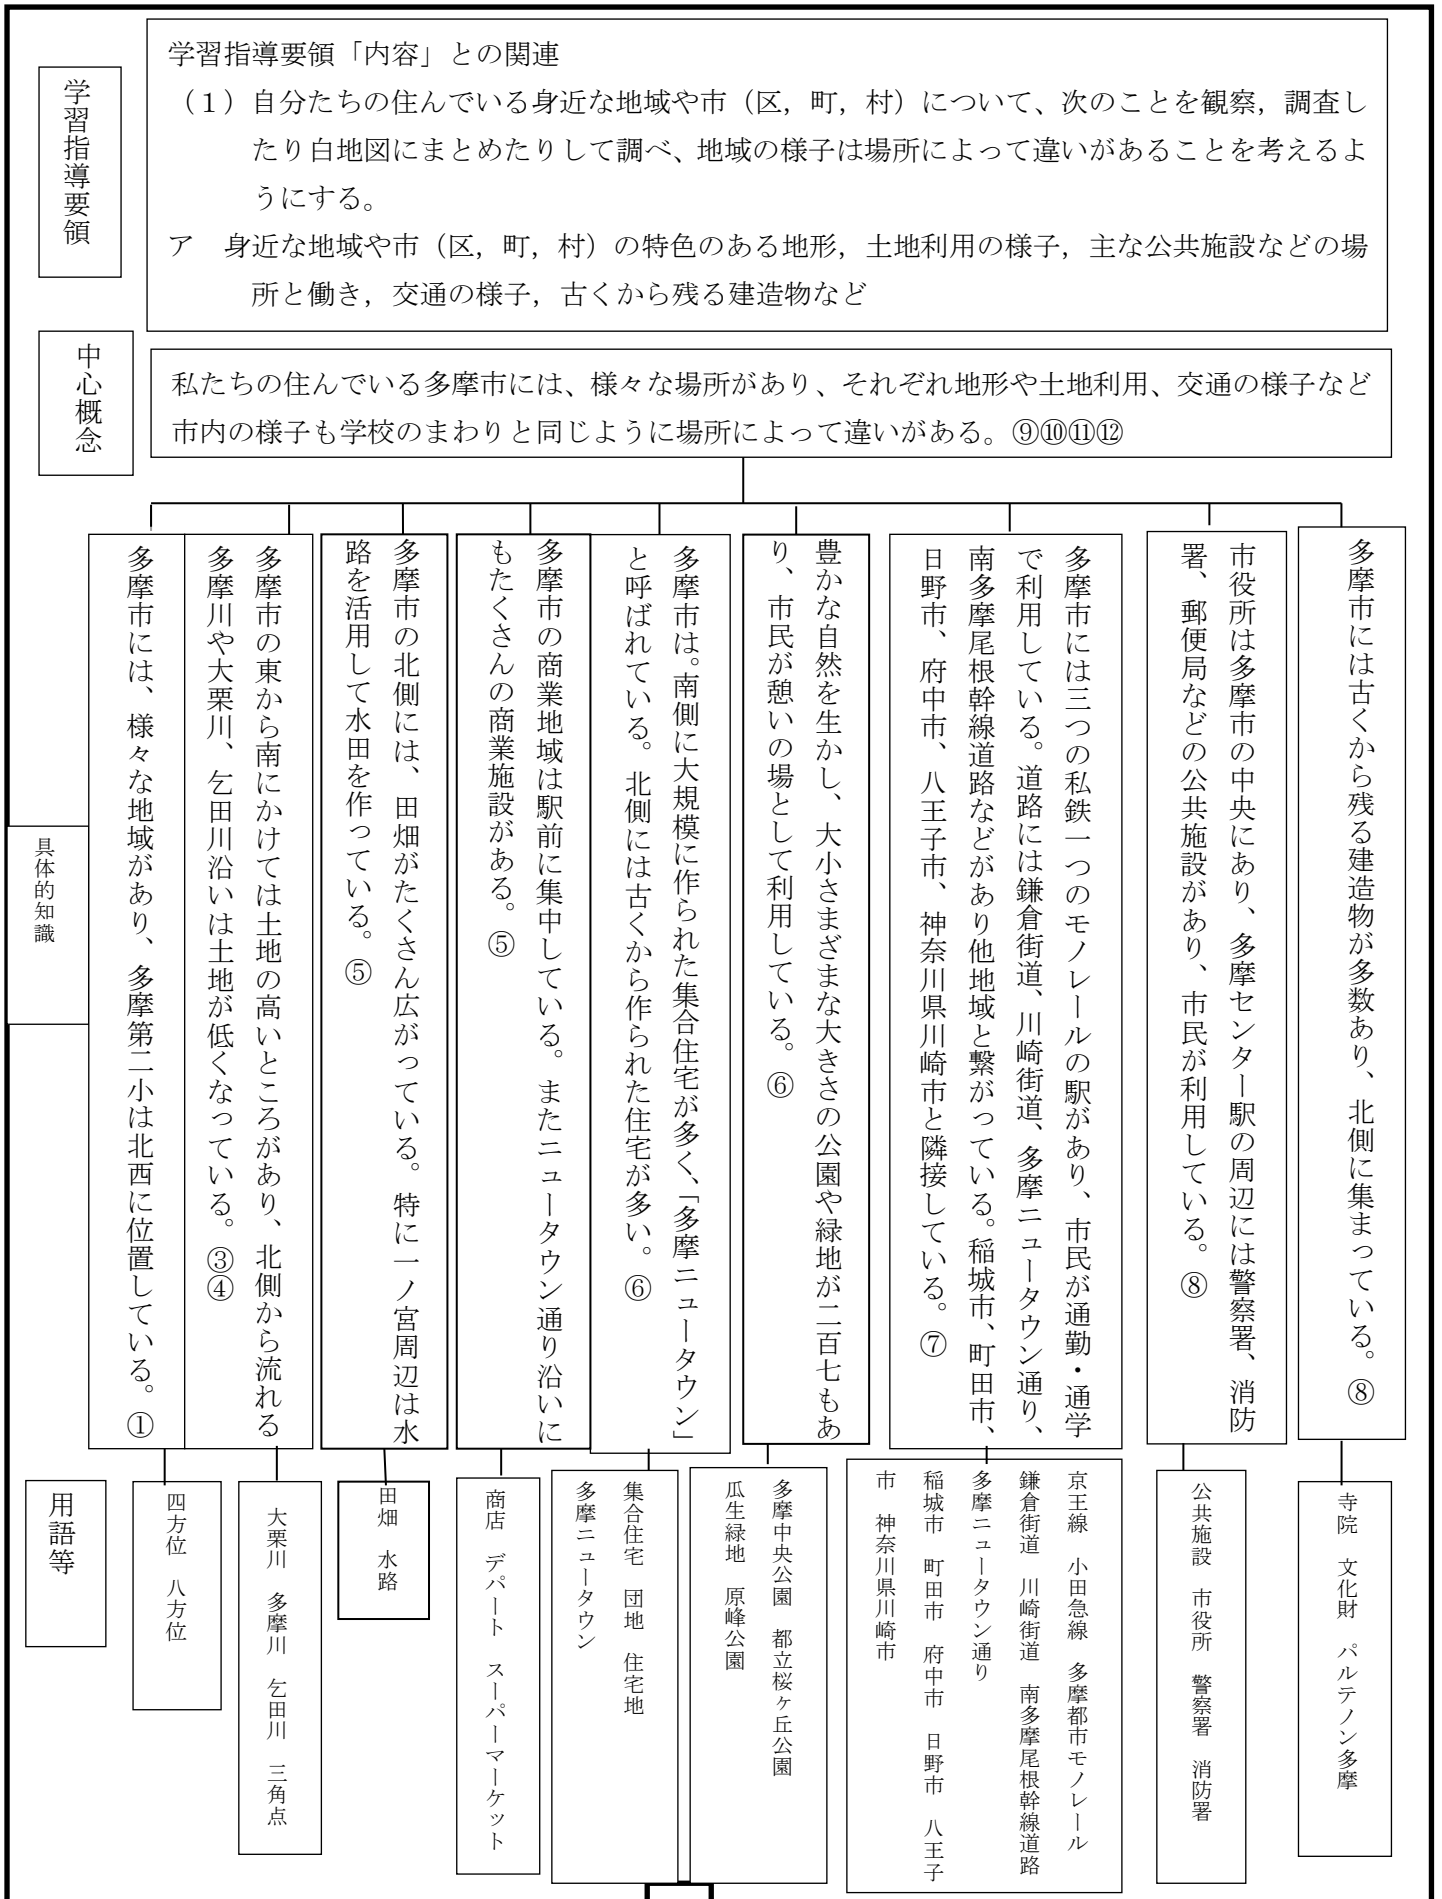 学習指導要領
学習指導要領「内容」との関連
（１）自分たちの住んでいる身近な地域や市（区，町，村）について、次のことを観察，調査し
たり白地図にまとめたりして調べ、地域の様子は場所によって違いがあることを考えるよ
うにする。
ア　身近な地域や市（区，町，村）の特色のある地形，土地利用の様子，主な公共施設などの場
所と働き，交通の様子，古くから残る建造物など
中心概念
私たちの住んでいる多摩市には、様々な場所があり、それぞれ地形や土地利用、交通の様子など
市内の様子も学校のまわりと同じように場所によって違いがある。⑨⑩⑪⑫
多摩市には古くから残る建造物が多数あり、北側に集まっている。⑧
市役所は多摩市の中央にあり、多摩センター駅の周辺には警察署、消防
署、郵便局などの公共施設があり、市民が利用している。⑧
多摩市には三つの私鉄一つのモノレールの駅があり、市民が通勤・通学
で利用している。道路には鎌倉街道、川崎街道、多摩ニュータウン通り、
南多摩尾根幹線道路などがあり他地域と繋がっている。稲城市、町田市、
日野市、府中市、八王子市、神奈川県川崎市と隣接している。⑦
豊かな自然を生かし、大小さまざまな大きさの公園や緑地が二百七もあ
り、市民が憩いの場として利用している。⑥
多摩市は。南側に大規模に作られた集合住宅が多く、「多摩ニュータウン」
と呼ばれている。北側には古くから作られた住宅が多い。⑥
多摩市の商業地域は駅前に集中している。またニュータウン通り沿いに
もたくさんの商業施設がある。⑤
多摩市の北側には、田畑がたくさん広がっている。特に一ノ宮周辺は水
路を活用して水田を作っている。⑤
多摩市の東から南にかけては土地の高いところがあり、北側から流れる
多摩川や大栗川、乞田川沿いは土地が低くなっている。③④
多摩市には、様々な地域があり、多摩第二小は北西に位置している。①
具体的知識
寺院　文化財　パルテノン多摩
公共施設　市役所　警察署　消防署
京王線　小田急線　多摩都市モノレール
鎌倉街道　川崎街道　南多摩尾根幹線道路
多摩ニュータウン通り
稲城市　町田市　府中市　日野市　八王子
市　神奈川県川崎市
多摩中央公園　都立桜ヶ丘公園
瓜生緑地　原峰公園
集合住宅　団地　住宅地
多摩ニュータウン
商店　デパート　スーパーマーケット
田畑　水路
大栗川　多摩川　乞田川　三角点
四方位　八方位
用語等